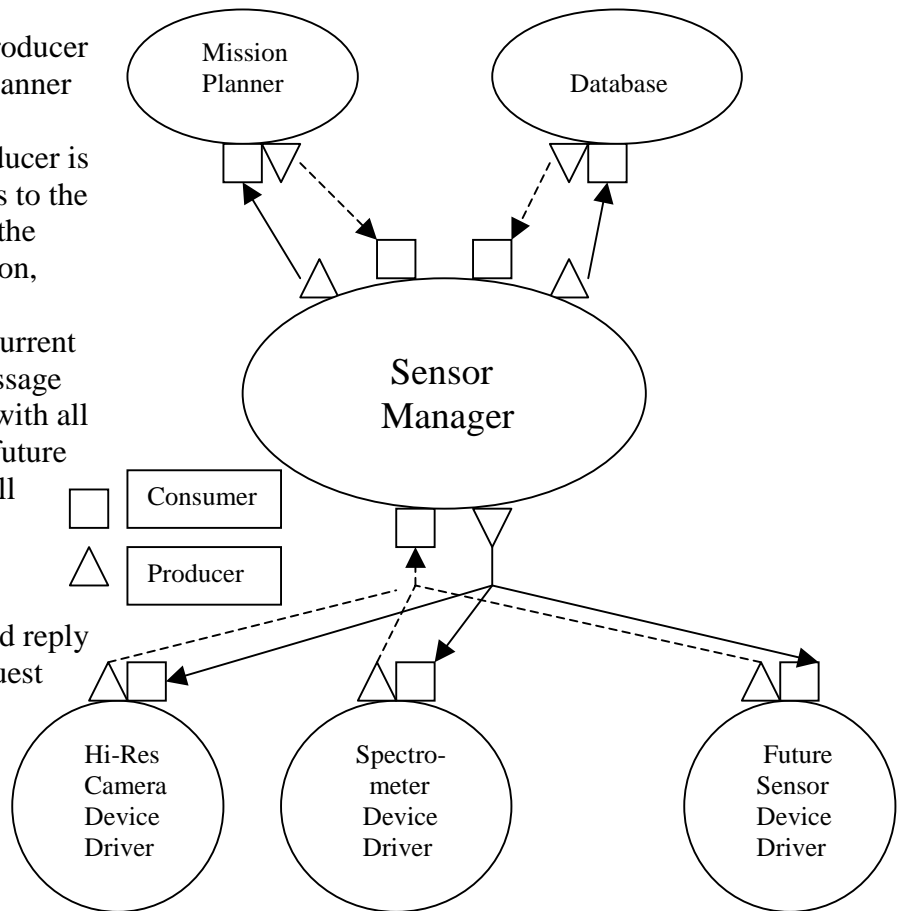 roducer
anner
ducer is
s to the
the
on,
urrent
ssage
with all
future
ll
d reply
uest
Mission
Planner
Database
Sensor
Manager
Consumer
Producer
Hi-Res
Camera
Device
Driver
Spectro-
meter
Device
Driver
Future
Sensor
Device
Driver